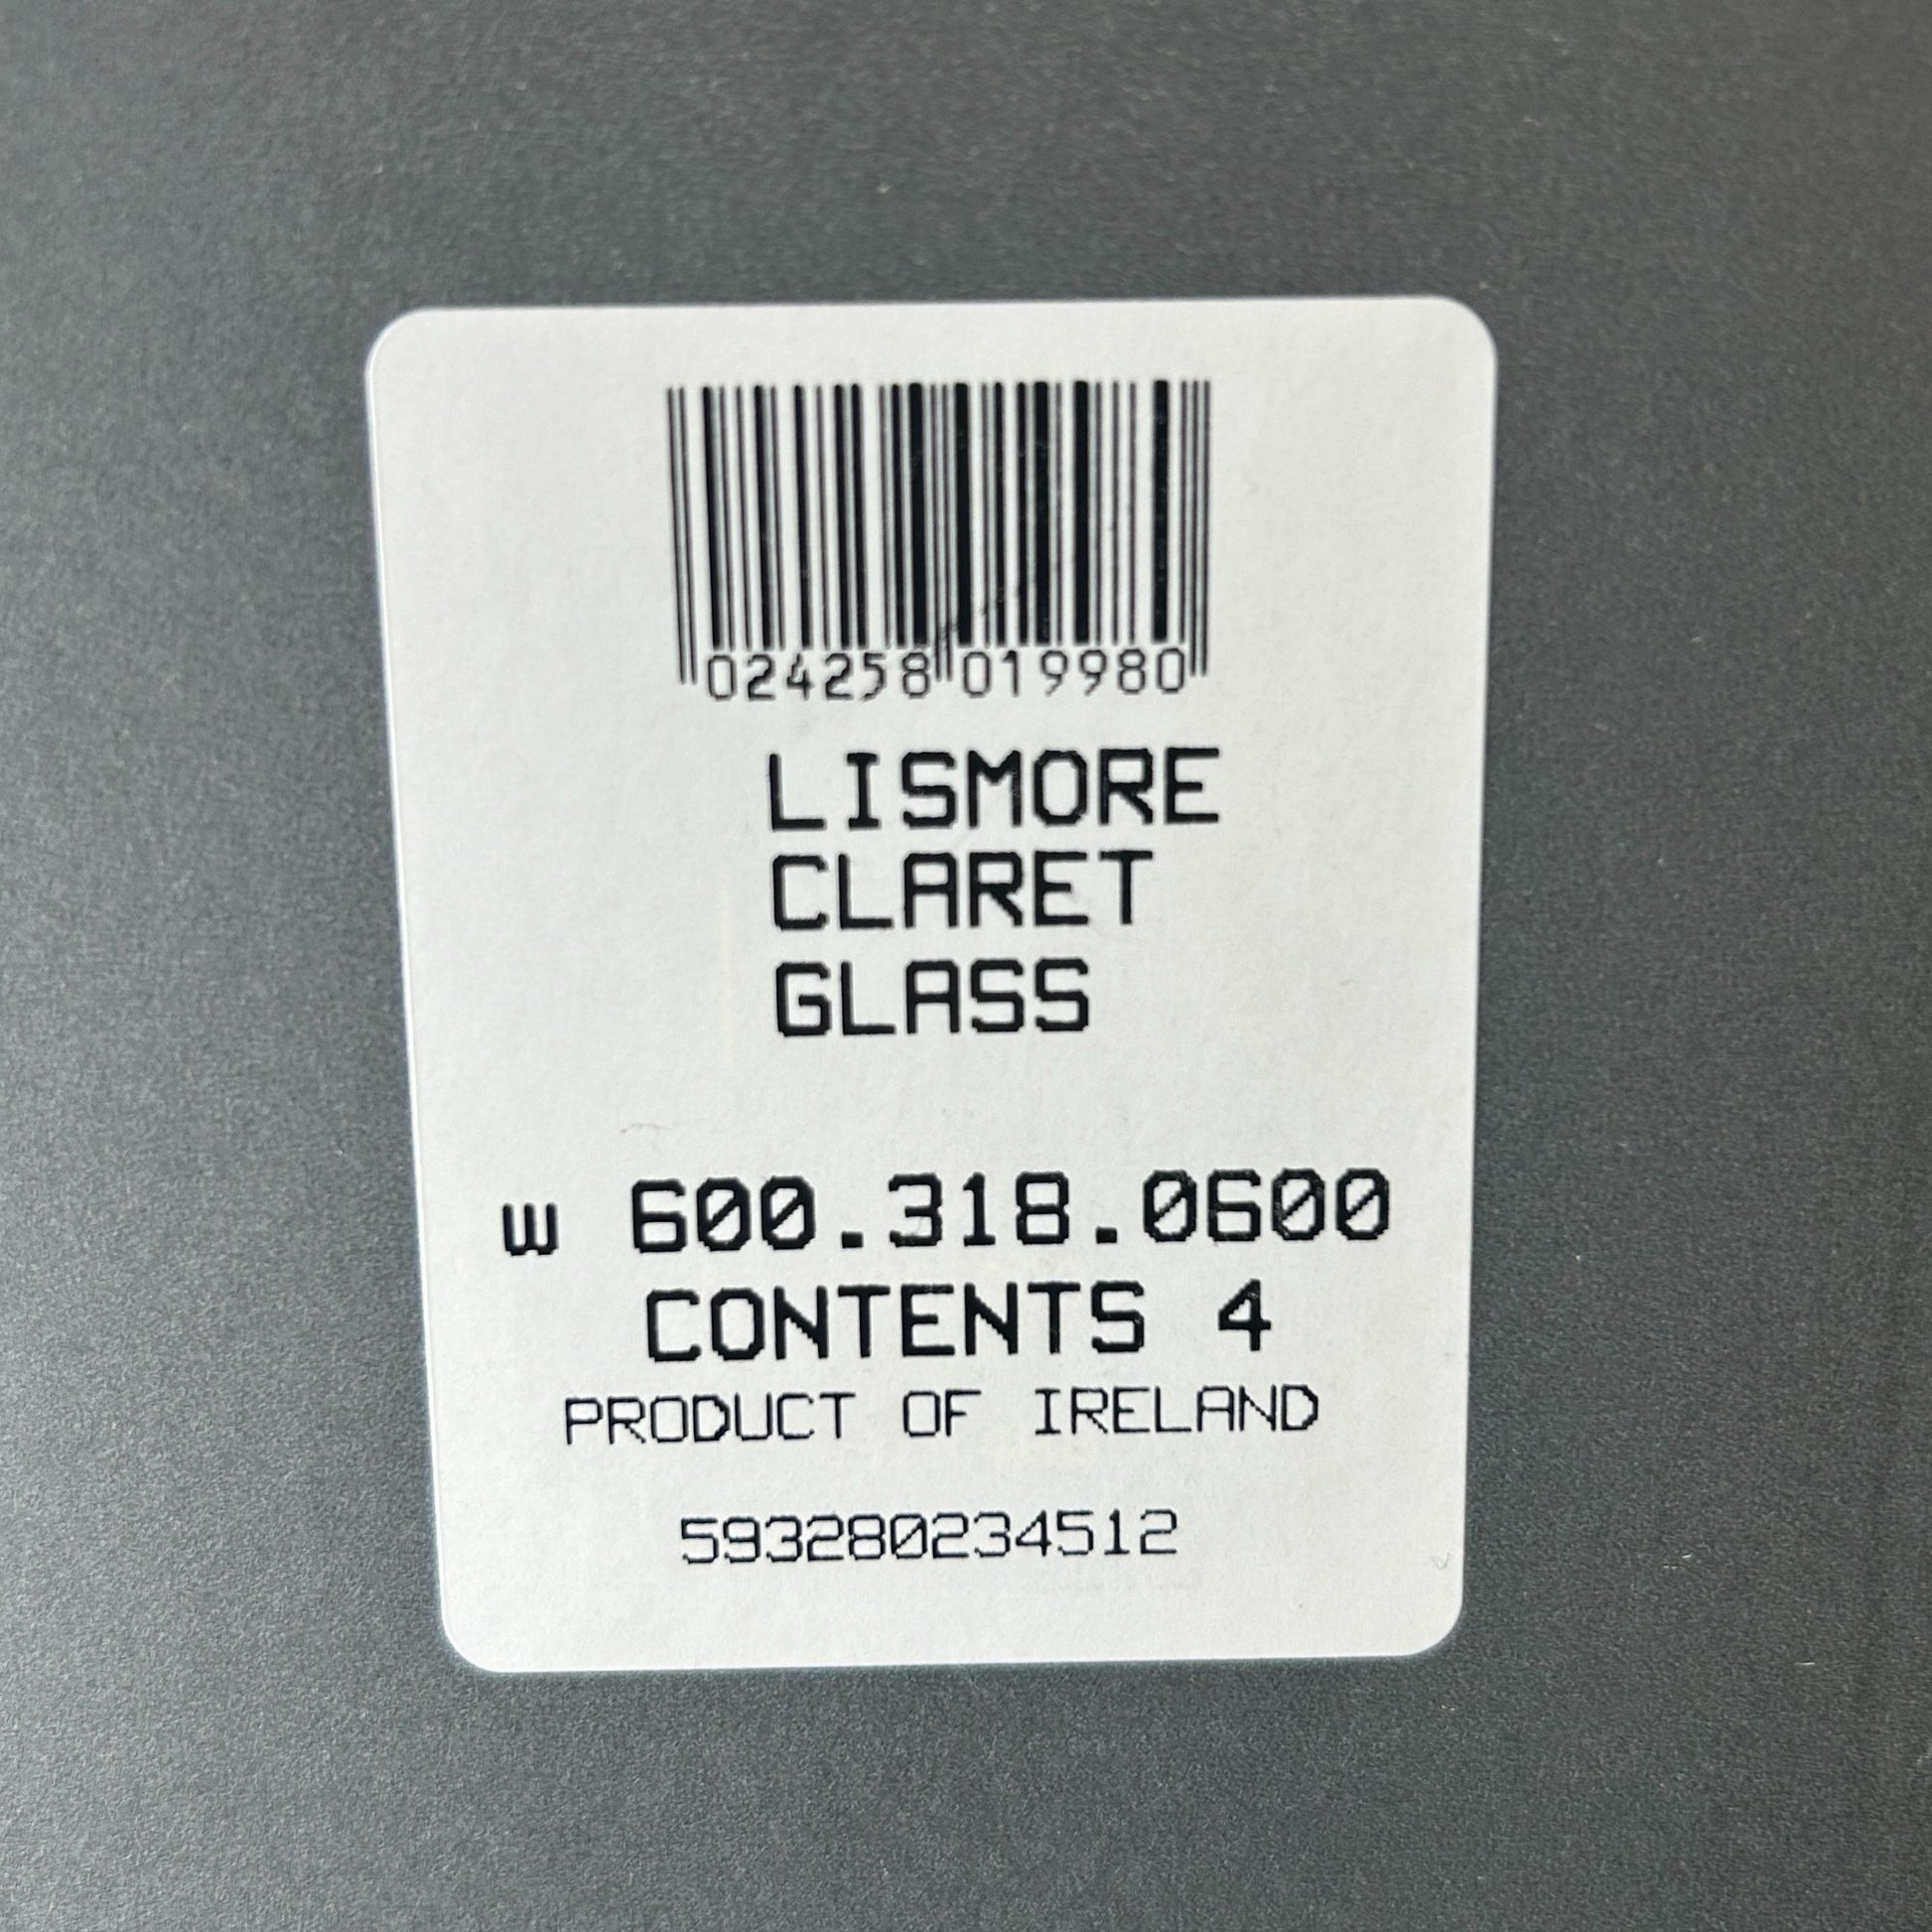 024258 019980
LISMORE
CLARET
GLASS
W 600.318.0600
CONTENTS 4
PRODUCT OF IRELAND
593280234512